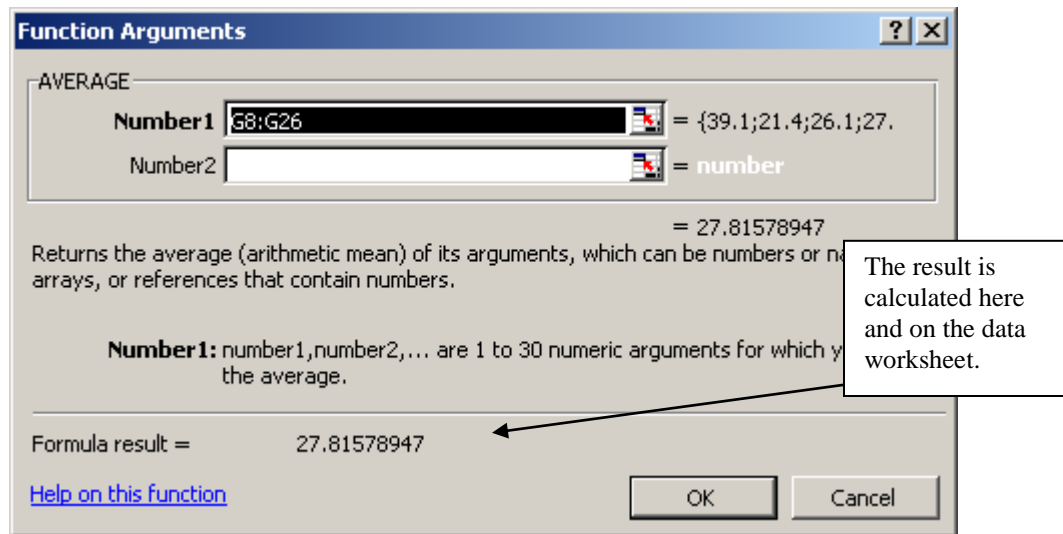 Function Arguments
AVERAGE
Number1 G8:G26 = {39.1;21.4;26.1;27.
Number2 = number
= 27.81578947
Returns the average (arithmetic mean) of its arguments, which can be numbers or
arrays, or references that contain numbers.
Number1: number1,number2,... are 1 to 30 numeric arguments for which
the average.
The result is
calculated here
and on the data
worksheet.
Formula result = 27.81578947
Help on this function
OK Cancel